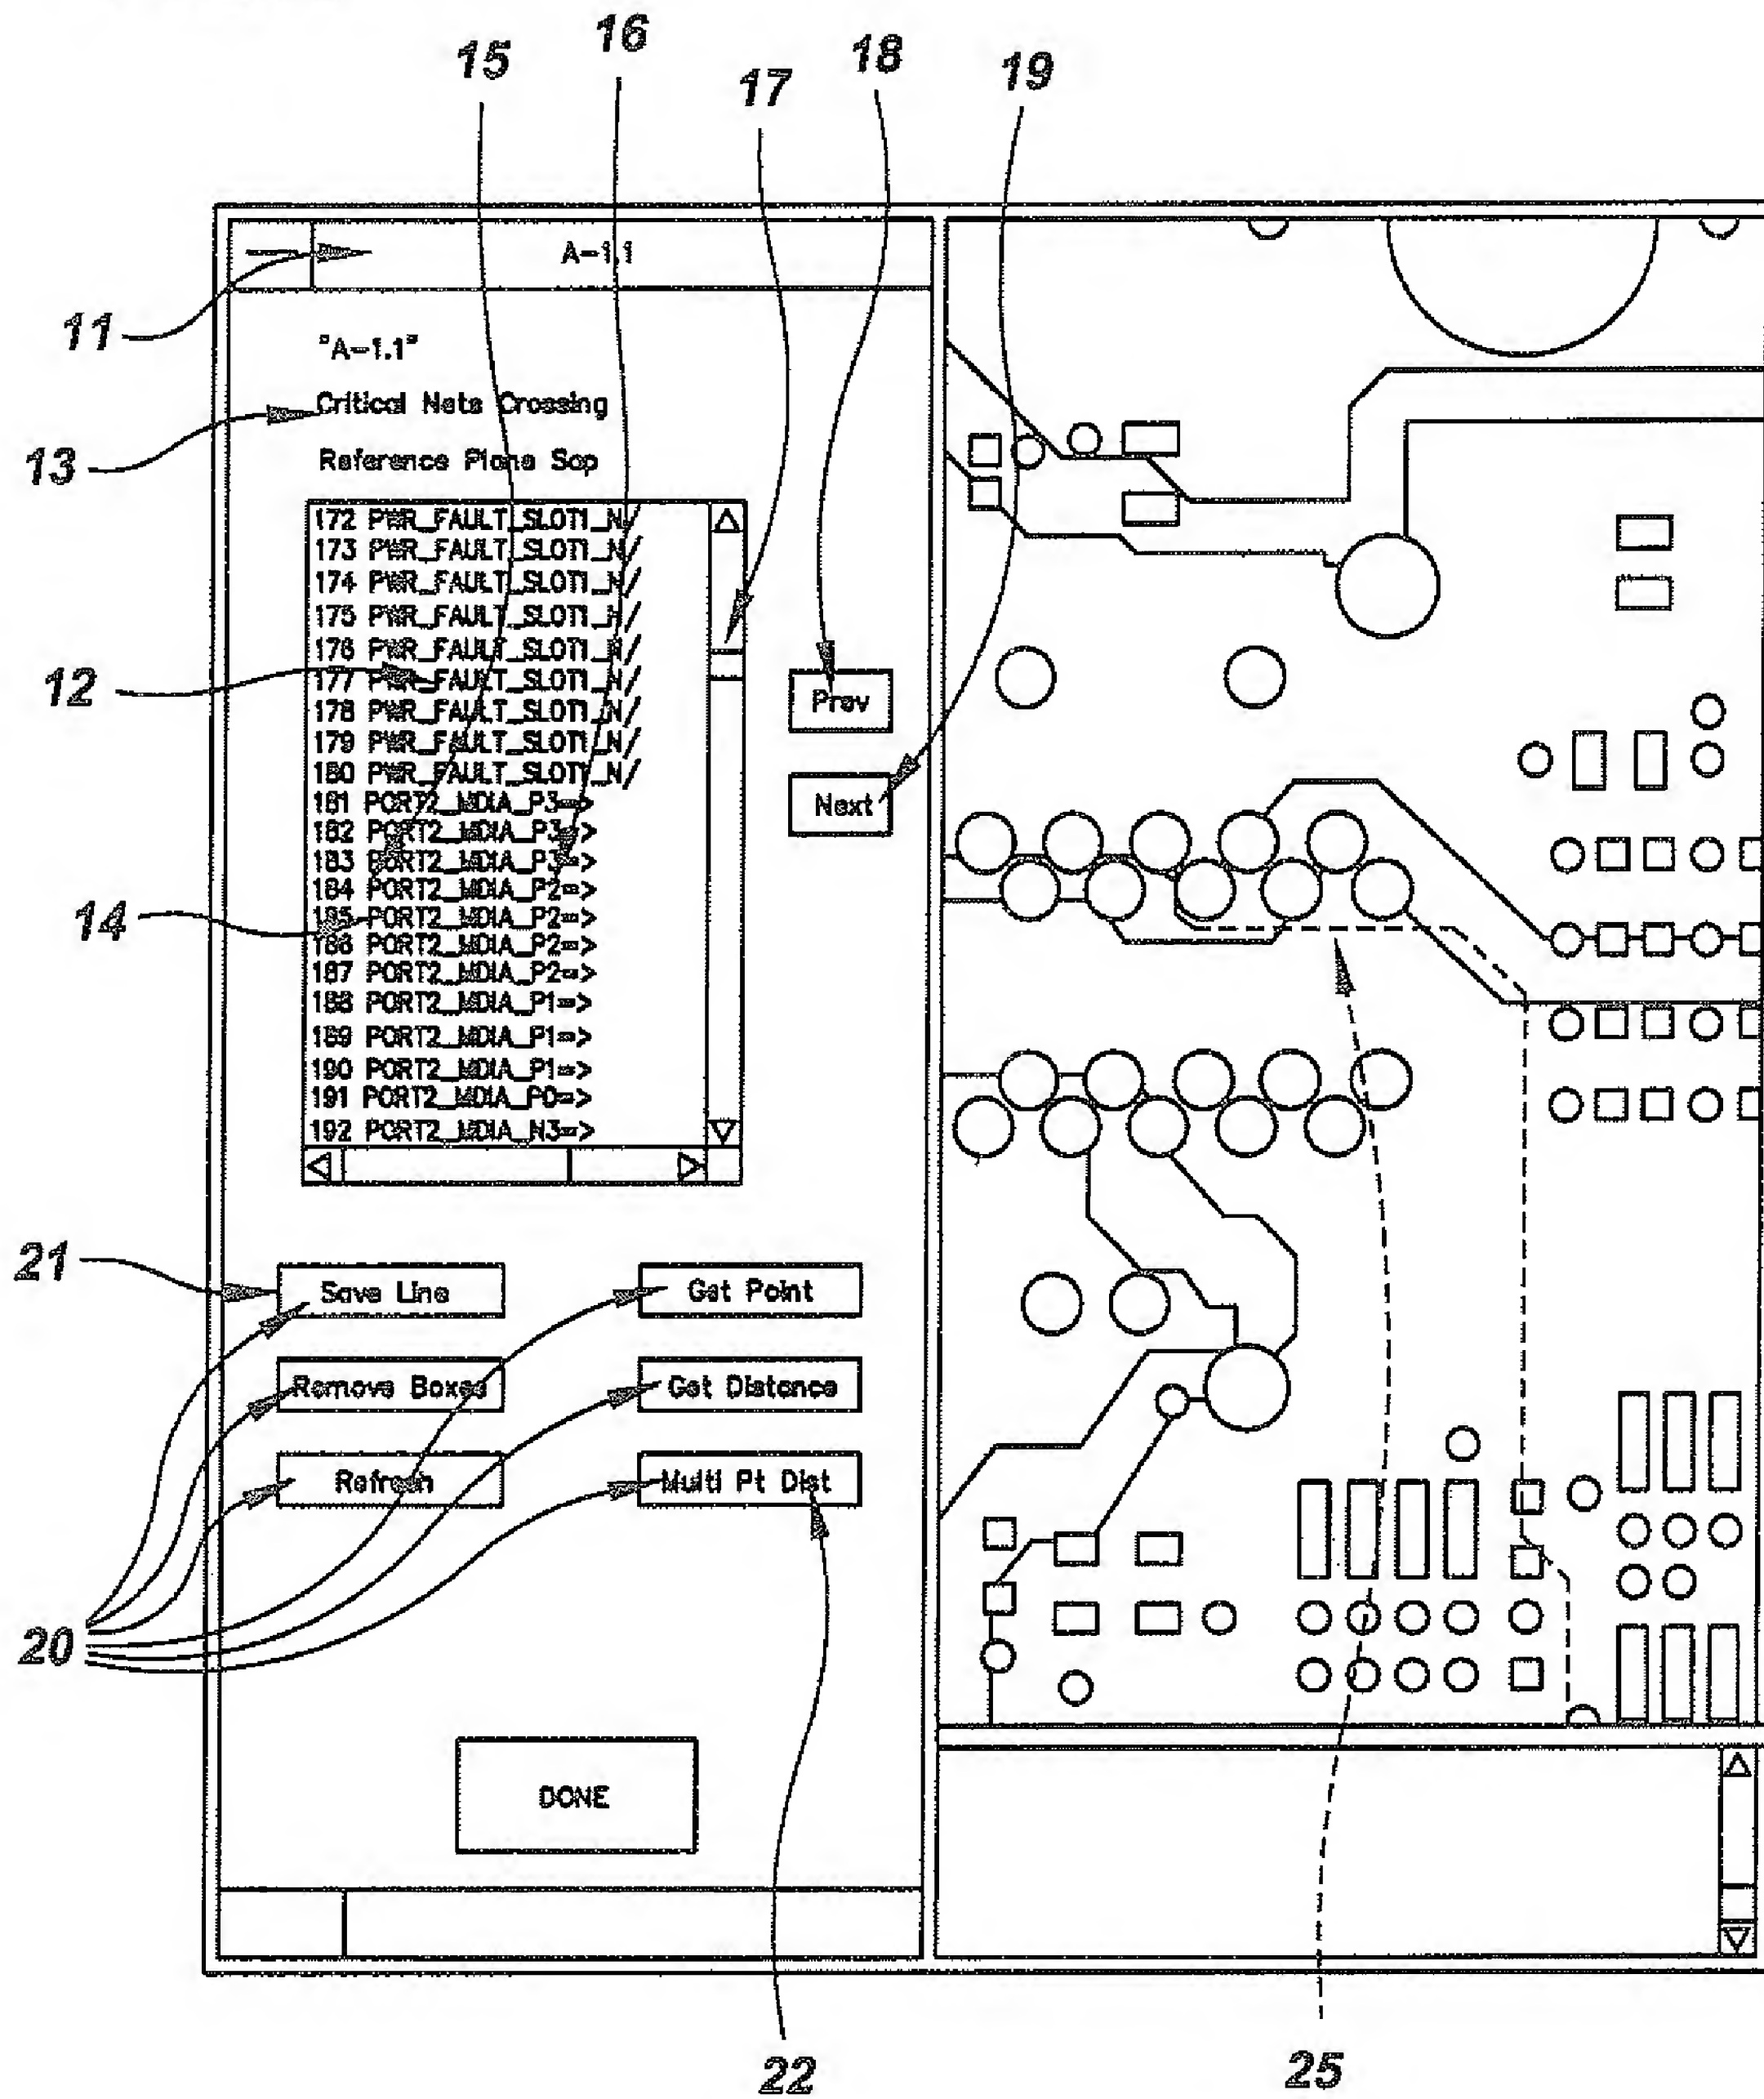 16
15
18
17
19
A-1.1
11
"A-1.1"
Critical Nets Crossing
13
Reference Plane Sap
172 PWR_FAULT_SLOT1_N/
173 PWR_FAULT_SLOT1_N/
174 PWR_FAULT_SLOT1_N/
175 PWR_FAULT_SLOT1_N/
176 PWR_FAULT_SLOT1_N/
12
177 PWR_FAULT_SLOT1_N/
178 PWR_FAULT_SLOT1_N/
179 PWR_FAULT_SLOT1_N/
180 PWR_FAULT_SLOT1_N/
Prev
Next
181 PORT2_MDIA_P3=>
182 PORT2_MDIA_P3=>
183 PORT2_MDIA_P3=>
184 PORT2_MDIA_P2=>
14
185 PORT2_MDIA_P2=>
186 PORT2_MDIA_P2=>
187 PORT2_MDIA_P2=>
188 PORT2_MDIA_P1=>
189 PORT2_MDIA_P1=>
190 PORT2_MDIA_P1=>
191 PORT2_MDIA_P0=>
192 PORT2_MDIA_N3=>
21
Save Line
Get Point
Remove Boxes
Get Distance
Refresh
Multi Pt Dist
20
DONE
22
25